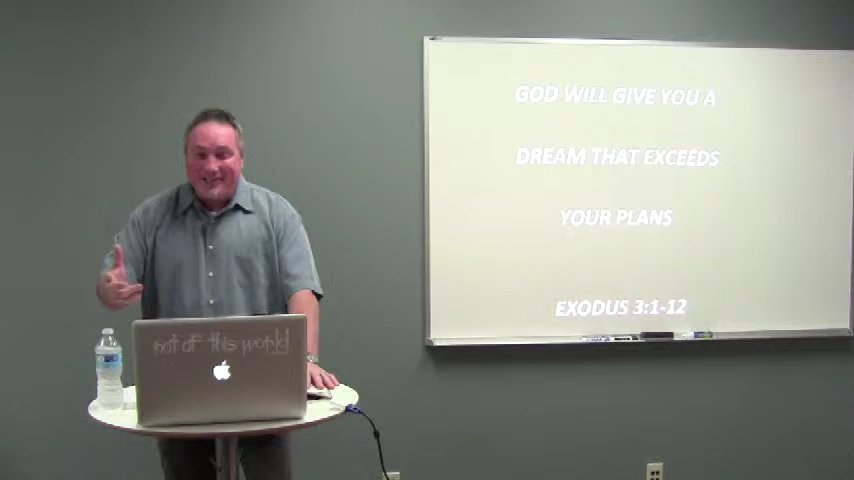 GOD WILL GIVE YOU A
DREAM THAT EXCEEDS
YOUR PLANS
EXODUS 3:1-12
not of this world